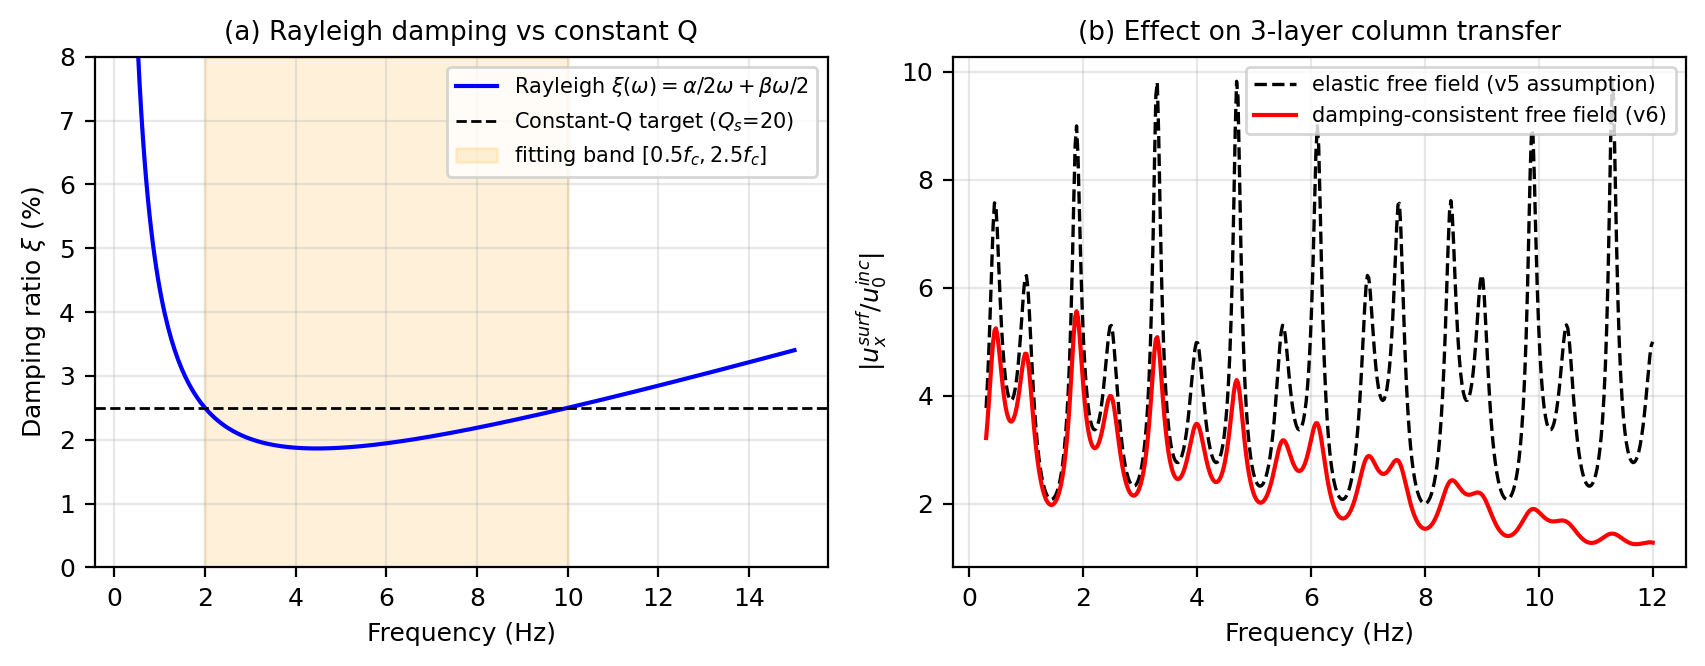 (a) Rayleigh damping vs constant Q
Damping ratio ξ (%)
8
7
6
5
4
3
2
1
0
Rayleigh ξ(ω) = α/2ω + βω/2
Constant-Q target (Qₛ=20)
fitting band [0.5f_c, 2.5f_c]
0 2 4 6 8 10 12 14
Frequency (Hz)
(b) Effect on 3-layer column transfer
|u_x^{surf}/u_0^{inc}|
10
8
6
4
2
elastic free field (v5 assumption)
damping-consistent free field (v6)
0 2 4 6 8 10 12
Frequency (Hz)